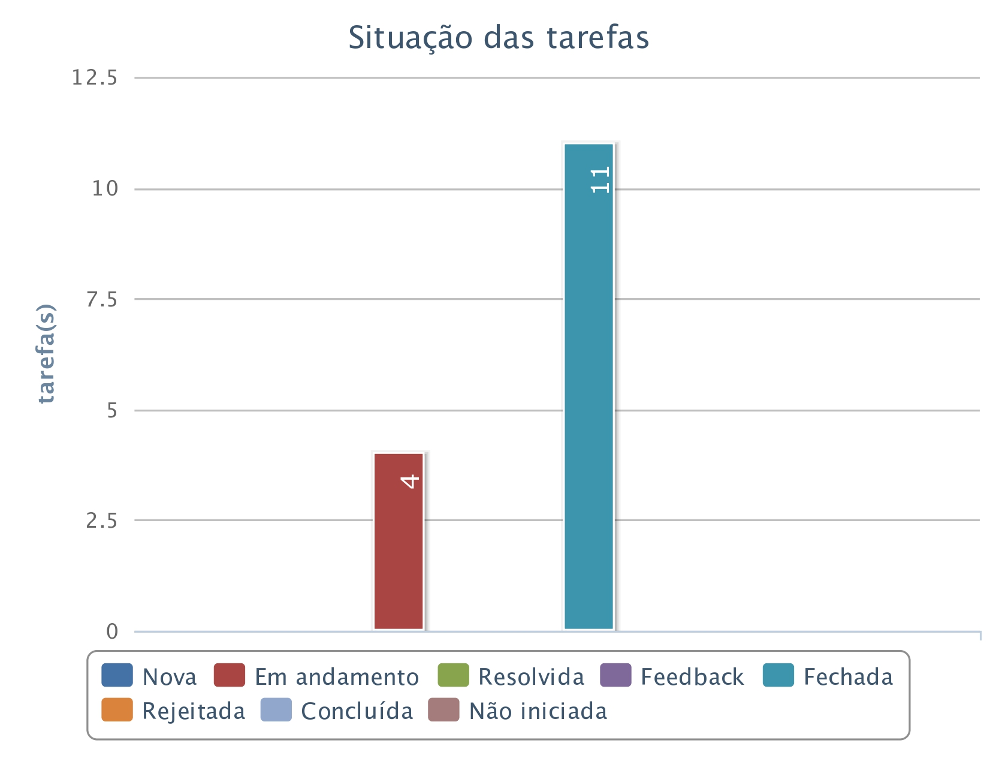 Situação das tarefas
12.5
10
7.5
5
2.5
0
tarefa(s)
11
4
Nova Em andamento Resolvida Feedback Fechada
Rejeitada Concluída Não iniciada